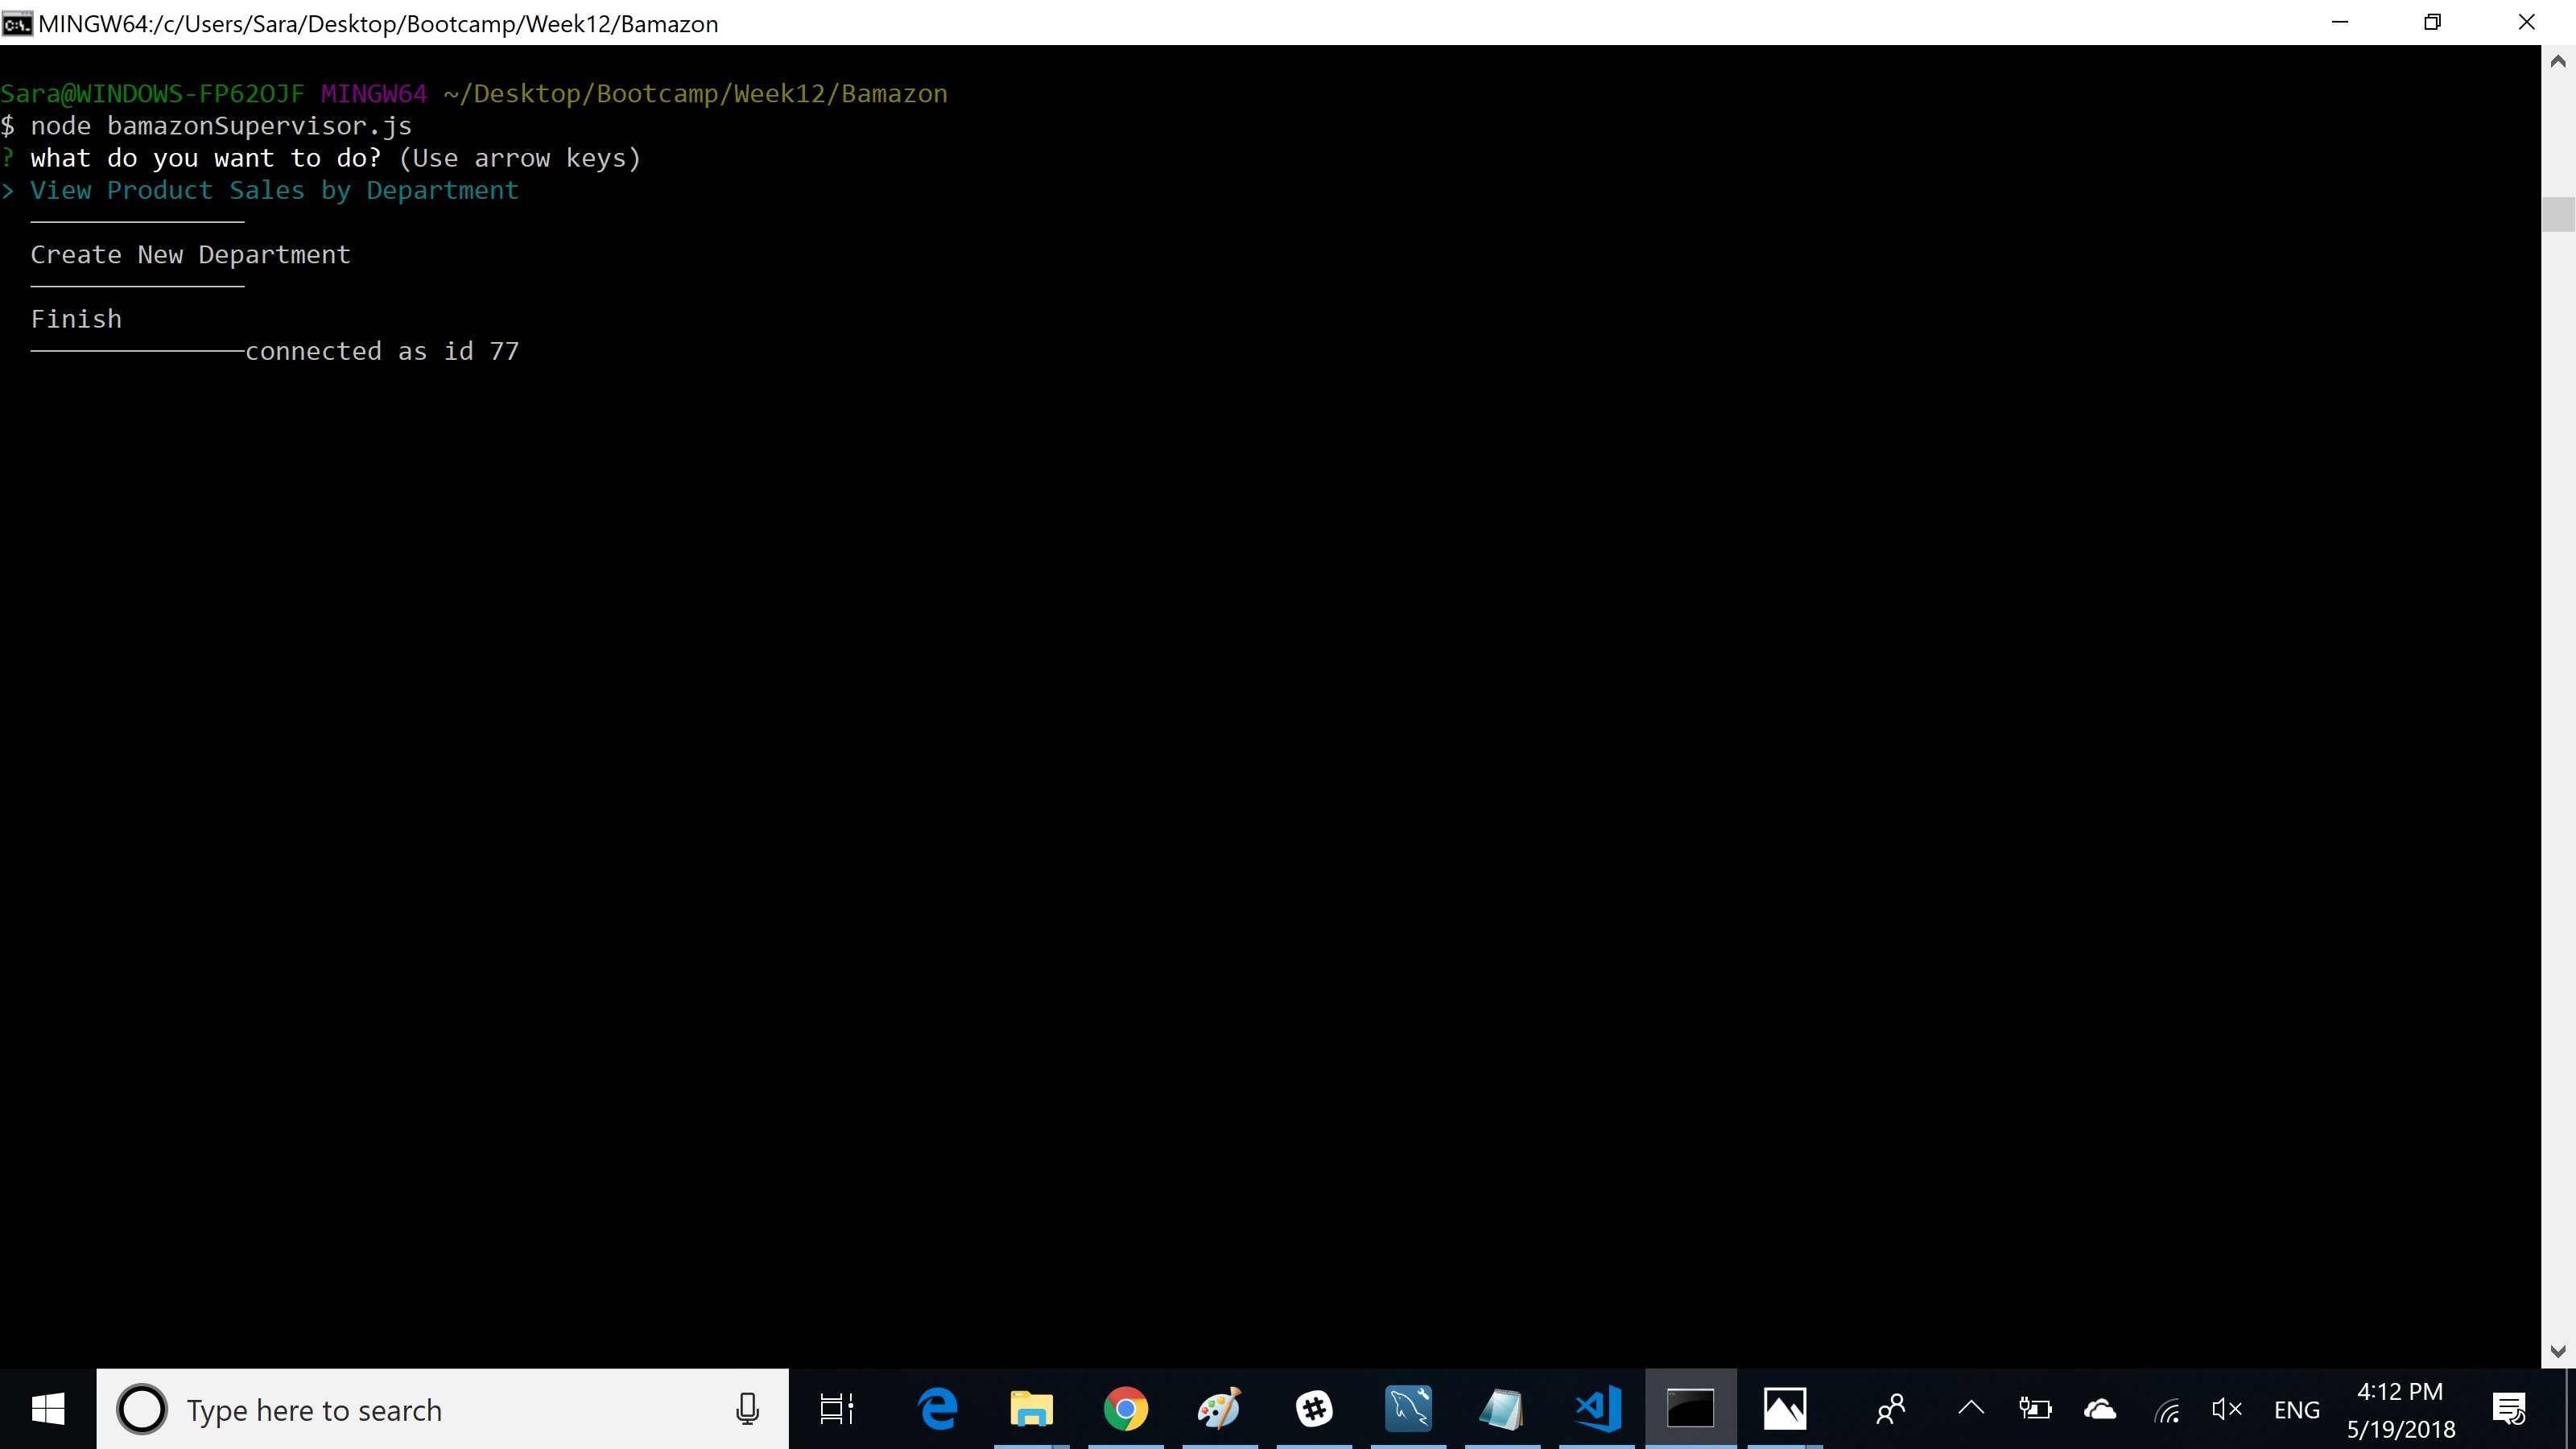 MINGW64:/c/Users/Sara/Desktop/Bootcamp/Week12/Bamazon
Sara@WINDOWS-FP62OJF MINGW64 ~/Desktop/Bootcamp/Week12/Bamazon
$ node bamazonSupervisor.js
? what do you want to do? (Use arrow keys)
> View Product Sales by Department
──────────────
Create New Department
──────────────
Finish
──────────────connected as id 77
Type here to search
ENG
4:12 PM
5/19/2018